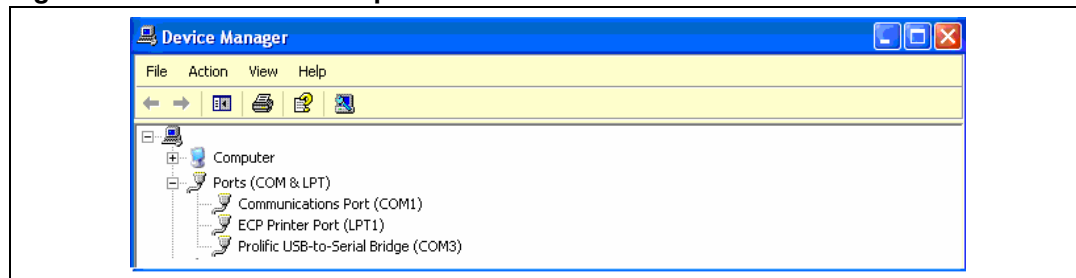 Device Manager
File Action View Help
Computer
Ports (COM & LPT)
Communications Port (COM1)
ECP Printer Port (LPT1)
Prolific USB-to-Serial Bridge (COM3)